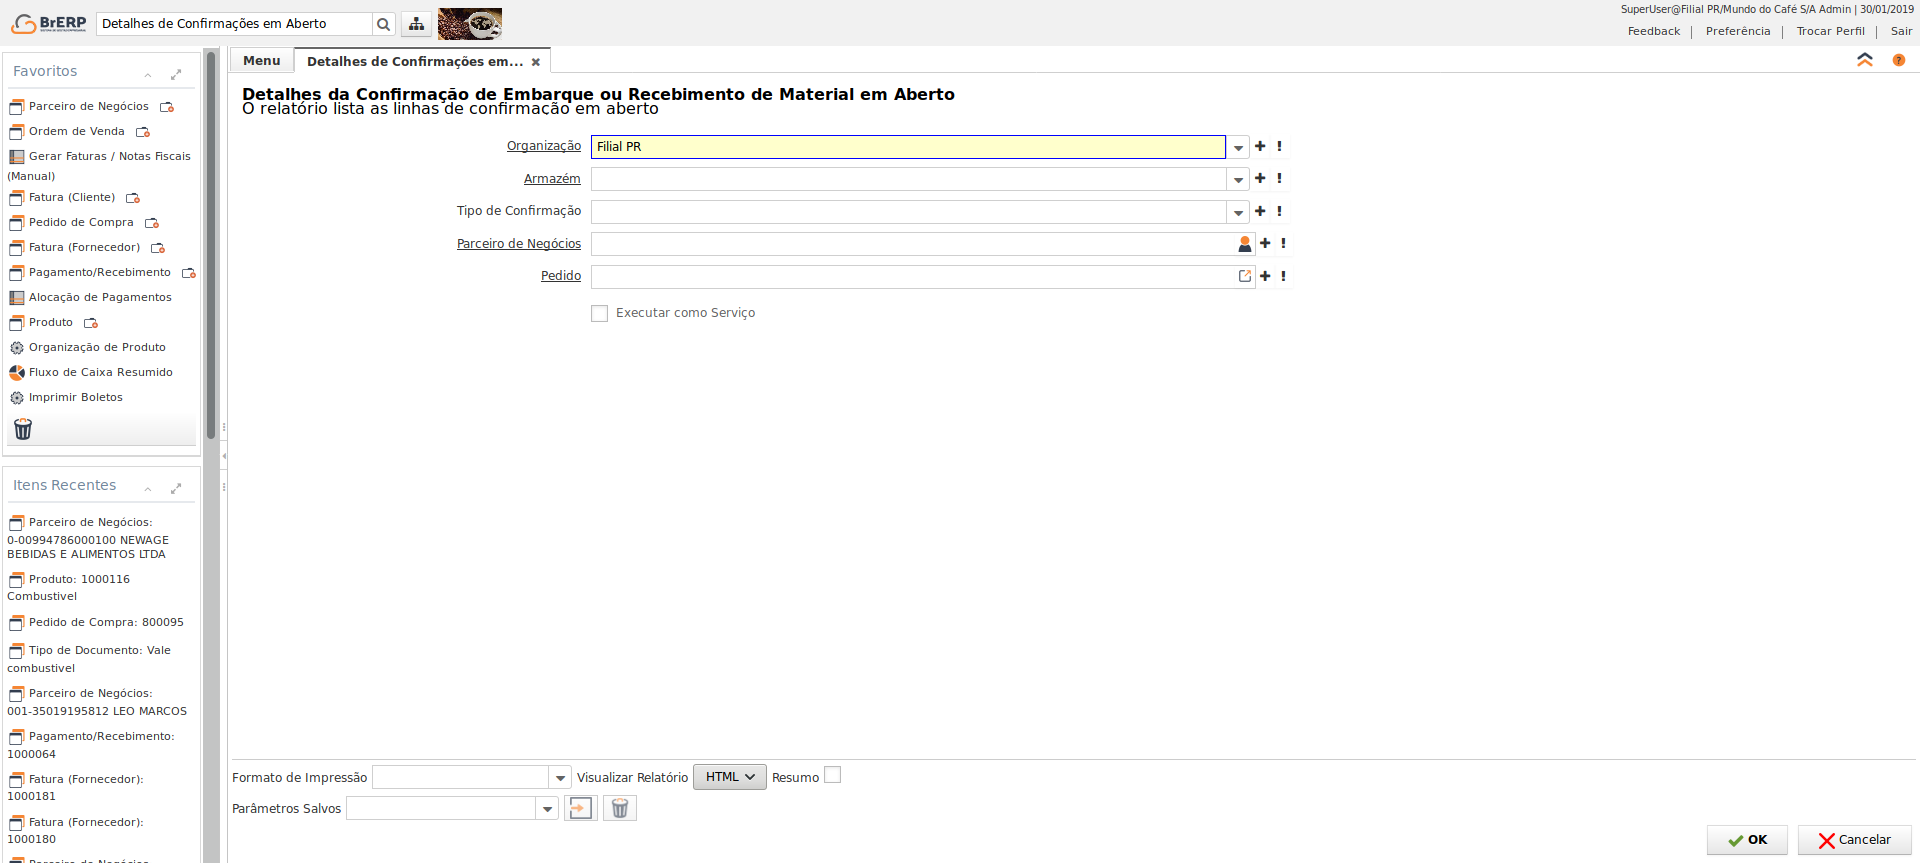 BrERP
Detalhes de Confirmações em Aberto
SuperUser@Filial PR/Mundo do Café S/A Admin | 30/01/2019
Feedback | Preferência | Trocar Perfil | Sair
Favoritos
Parceiro de Negócios
Ordem de Venda
Gerar Faturas / Notas Fiscais
(Manual)
Fatura (Cliente)
Pedido de Compra
Fatura (Fornecedor)
Pagamento/Recebimento
Alocação de Pagamentos
Produto
Organização de Produto
Fluxo de Caixa Resumido
Imprimir Boletos
Itens Recentes
Parceiro de Negócios:
0-00994786000100 NEWAGE
BEBIDAS E ALIMENTOS LTDA
Produto: 1000116
Combustivel
Pedido de Compra: 800095
Tipo de Documento: Vale
combustivel
Parceiro de Negócios:
001-35019195812 LEO MARCOS
Pagamento/Recebimento:
1000064
Fatura (Fornecedor):
1000181
Fatura (Fornecedor):
1000180
Parceiro de Negócios
Menu
Detalhes de Confirmações em...
Detalhes da Confirmação de Embarque ou Recebimento de Material em Aberto
O relatório lista as linhas de confirmação em aberto
Organização Filial PR
Armazém
Tipo de Confirmação
Parceiro de Negócios
Pedido
Executar como Serviço
Formato de Impressão Visualizar Relatório HTML Resumo
Parâmetros Salvos
OK Cancelar